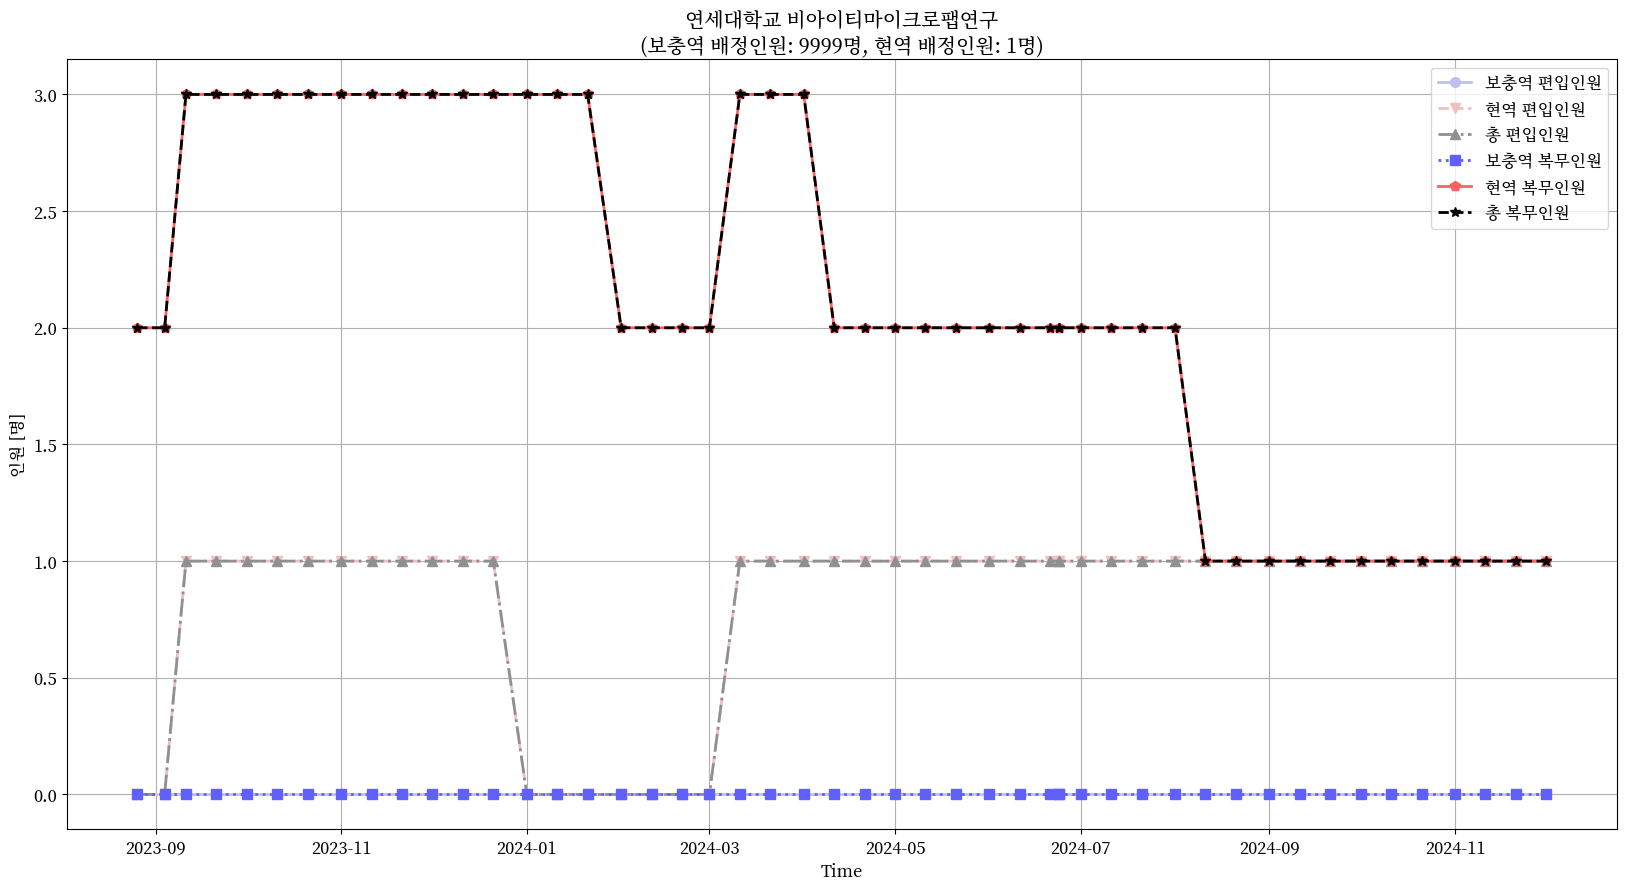 연세대학교 비아이티마이크로팹연구
(보충역 배정인원: 9999명, 현역 배정인원: 1명)
3.0
2.5
2.0
1.5
1.0
0.5
0.0
인원 [명]
보충역 편입인원
현역 편입인원
총 편입인원
보충역 복무인원
현역 복무인원
총 복무인원
2023-09 2023-11 2024-01 2024-03 2024-05 2024-07 2024-09 2024-11
Time